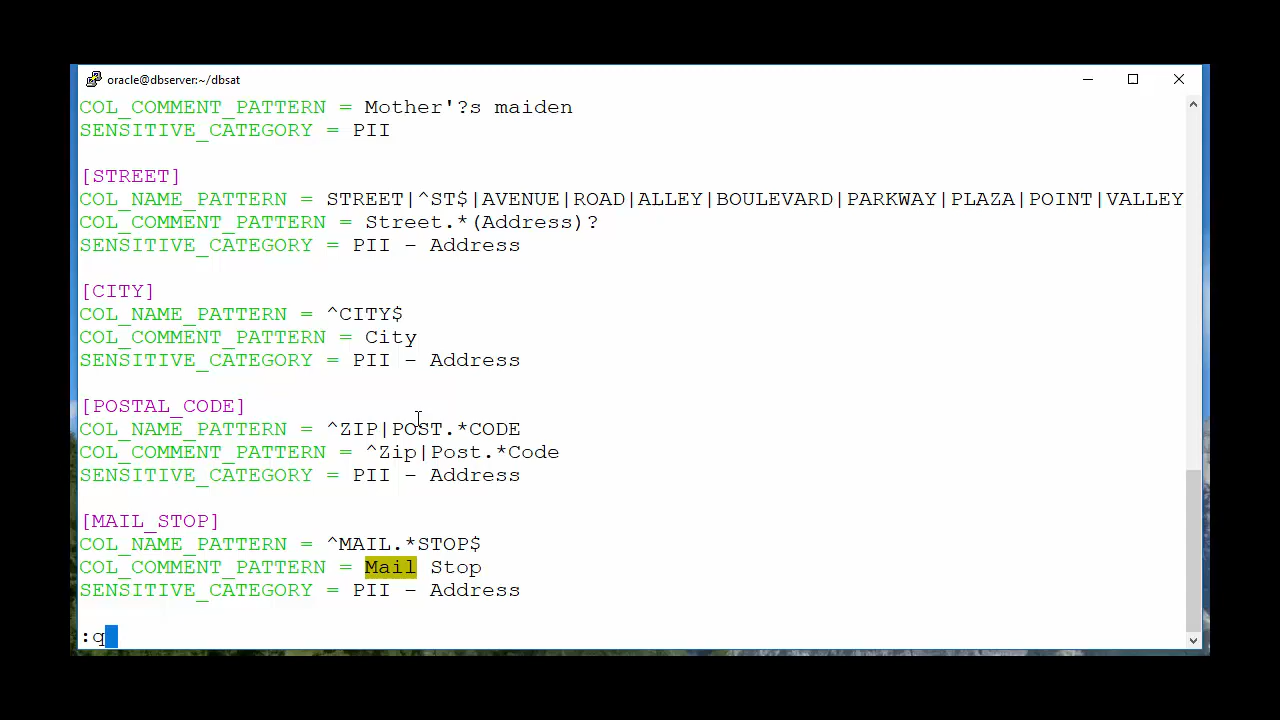 oracle@dbserver:~/dbsat
COL_COMMENT_PATTERN = Mother'?s maiden
SENSITIVE_CATEGORY = PII
[STREET]
COL_NAME_PATTERN = STREET|^ST$|AVENUE|ROAD|ALLEY|BOULEVARD|PARKWAY|PLAZA|POINT|VALLEY
COL_COMMENT_PATTERN = Street.*(Address)?
SENSITIVE_CATEGORY = PII - Address
[CITY]
COL_NAME_PATTERN = ^CITY$
COL_COMMENT_PATTERN = City
SENSITIVE_CATEGORY = PII - Address
[POSTAL_CODE]
COL_NAME_PATTERN = ^ZIP|POST.*CODE
COL_COMMENT_PATTERN = ^Zip|Post.*Code
SENSITIVE_CATEGORY = PII - Address
[MAIL_STOP]
COL_NAME_PATTERN = ^MAIL.*STOP$
COL_COMMENT_PATTERN = Mail Stop
SENSITIVE_CATEGORY = PII - Address
:q